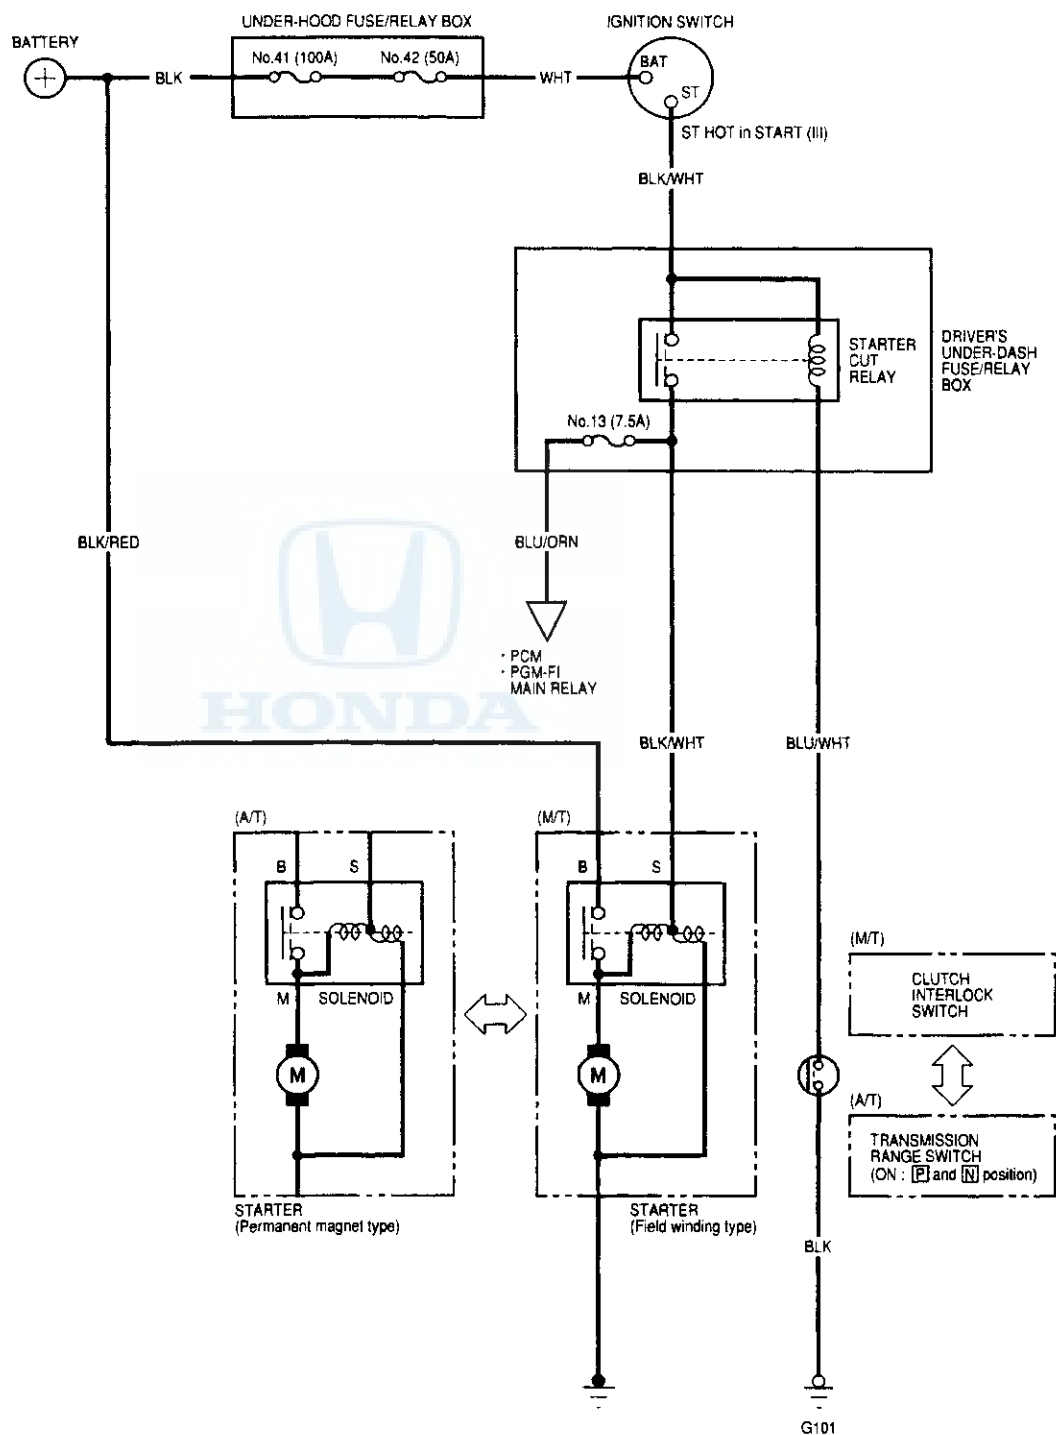 UNDER-HOOD FUSE/RELAY BOX
IGNITION SWITCH
BATTERY
No.41 (100A)
No.42 (50A)
BAT
BLK
WHT
ST
ST HOT in START (III)
BLK/WHT
STARTER
CUT
RELAY
DRIVER'S
UNDER-DASH
FUSE/RELAY
BOX
No.13 (7.5A)
BLK/RED
BLU/ORN
· PCM
· PGM-FI
MAIN RELAY
HONDA
BLK/WHT
BLU/WHT
(A/T)
B
S
M
SOLENOID
M
STARTER
(Permanent magnet type)
(M/T)
B
S
M
SOLENOID
M
STARTER
(Field winding type)
(M/T)
CLUTCH
INTERLOCK
SWITCH
(A/T)
TRANSMISSION
RANGE SWITCH
(ON : P and N position)
BLK
G101